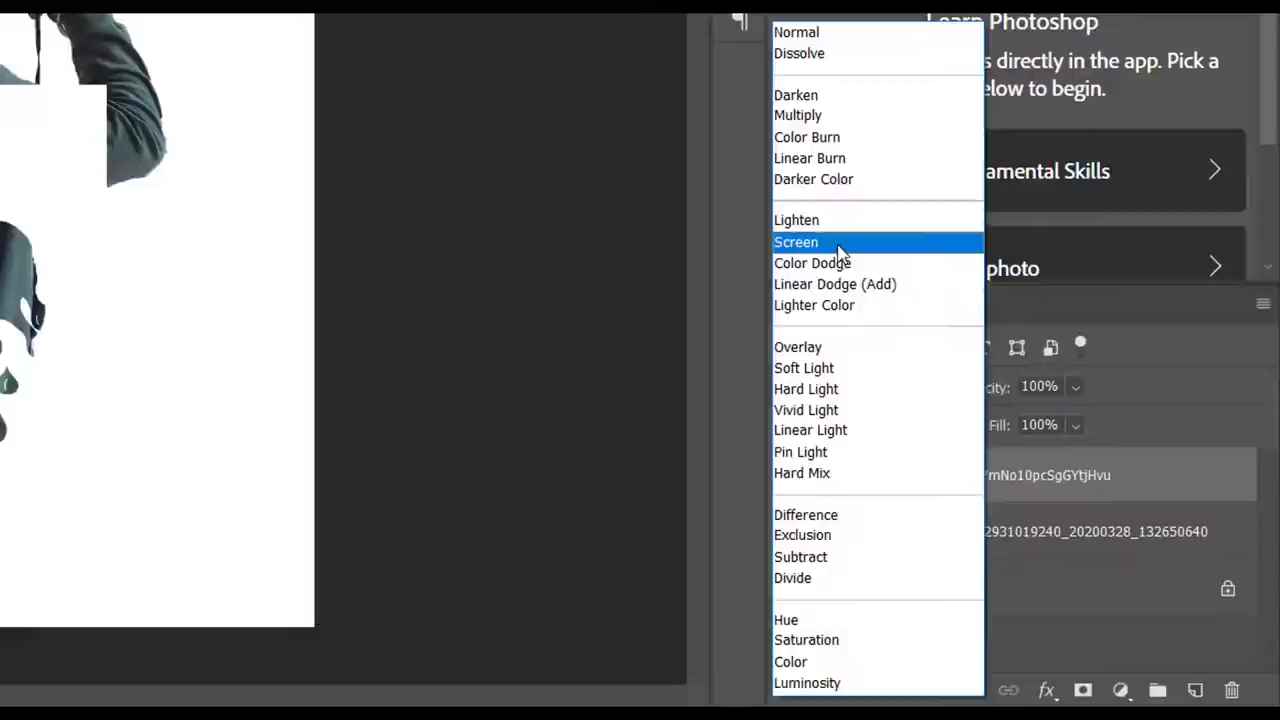 Learn Photoshop
s directly in the app. Pick a
elow to begin.
amental Skills
photo
Normal
Dissolve
Darken
Multiply
Color Burn
Linear Burn
Darker Color
Lighten
Screen
Color Dodge
Linear Dodge (Add)
Lighter Color
Overlay
Soft Light
Hard Light
Vivid Light
Linear Light
Pin Light
Hard Mix
Difference
Exclusion
Subtract
Divide
Hue
Saturation
Color
Luminosity
city: 100%
Fill: 100%
YmNo10pcSgGYtjHvu
2931019240_20200328_132650640
fx